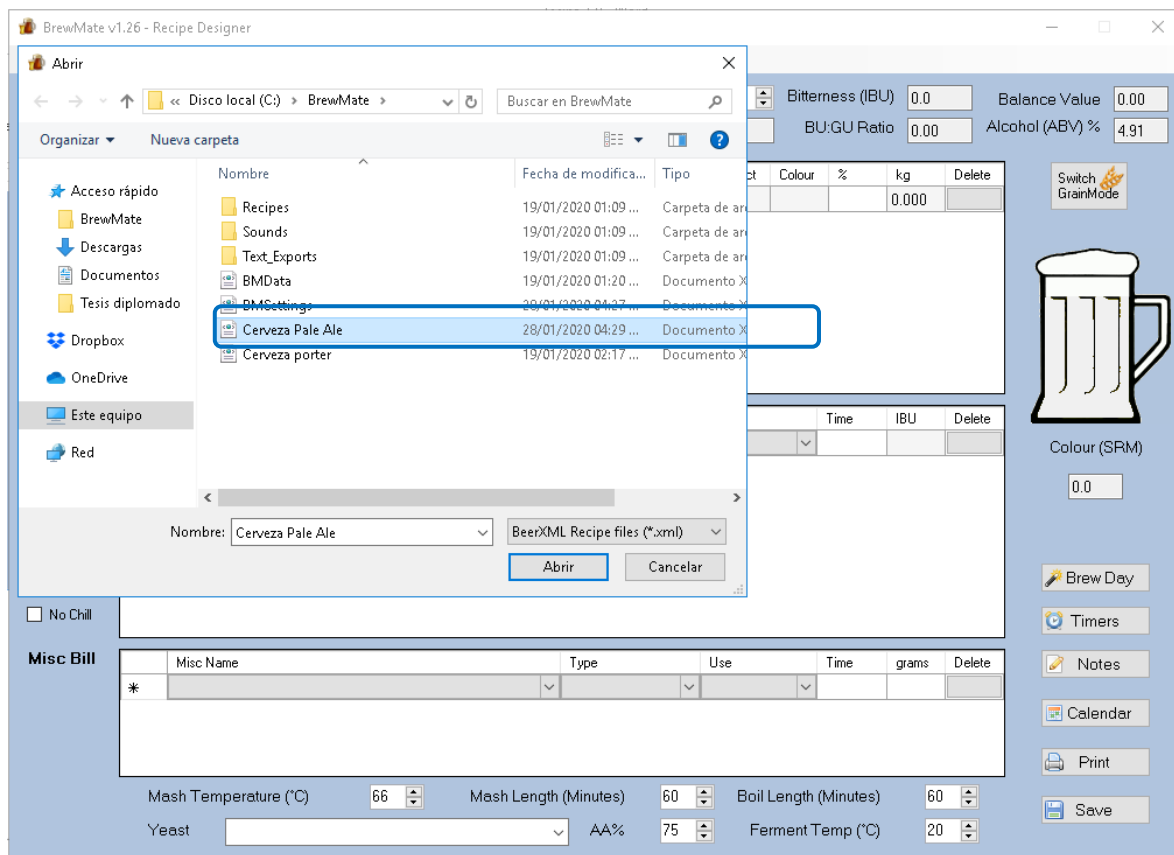 BrewMate v1.26 - Recipe Designer
Abrir
« Disco local (C:) › BrewMate ›
Buscar en BrewMate
Bitterness (IBU) 0.0
Balance Value 0.00
BU:GU Ratio 0.00
Alcohol (ABV) % 4.91
Organizar
Nueva carpeta
Nombre Fecha de modifica... Tipo
Acceso rápido
BrewMate
Descargas
Documentos
Tesis diplomado
Dropbox
OneDrive
Este equipo
Red
Recipes 19/01/2020 01:09 ... Carpeta de ar
Sounds 19/01/2020 01:09 ... Carpeta de ar
Text_Exports 19/01/2020 01:09 ... Carpeta de ar
BMData 19/01/2020 01:20 ... Documento X
BMSettings 28/01/2020 04:27 ... Documento X
Cerveza Pale Ale 28/01/2020 04:29 ... Documento X
Cerveza porter 19/01/2020 02:17 ... Documento X
Nombre: Cerveza Pale Ale
BeerXML Recipe files (*.xml)
Abrir
Cancelar
ct Colour % kg Delete
0.000
Switch
GrainMode
Time IBU Delete
Colour (SRM)
0.0
Brew Day
Timers
Notes
Calendar
Print
Save
No Chill
Misc Bill
Misc Name Type Use Time grams Delete
*
Mash Temperature (°C) 66
Mash Length (Minutes) 60
Boil Length (Minutes) 60
Yeast
AA% 75
Ferment Temp (°C) 20